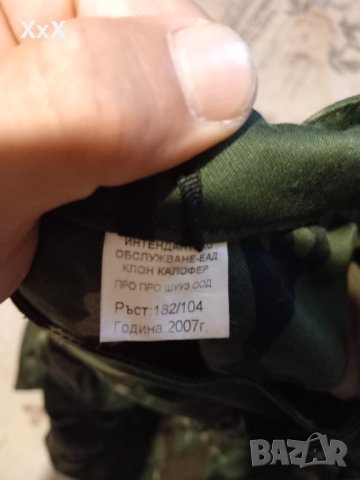 XxX
ИНТЕНДАНТСКО
ОБСЛУЖВАНЕ-ЕАД
КЛОН КАЛОФЕР
ПРО ПРО ШУУЗ ООД
Ръст: 182/104
Година 2007г.
BAZAR